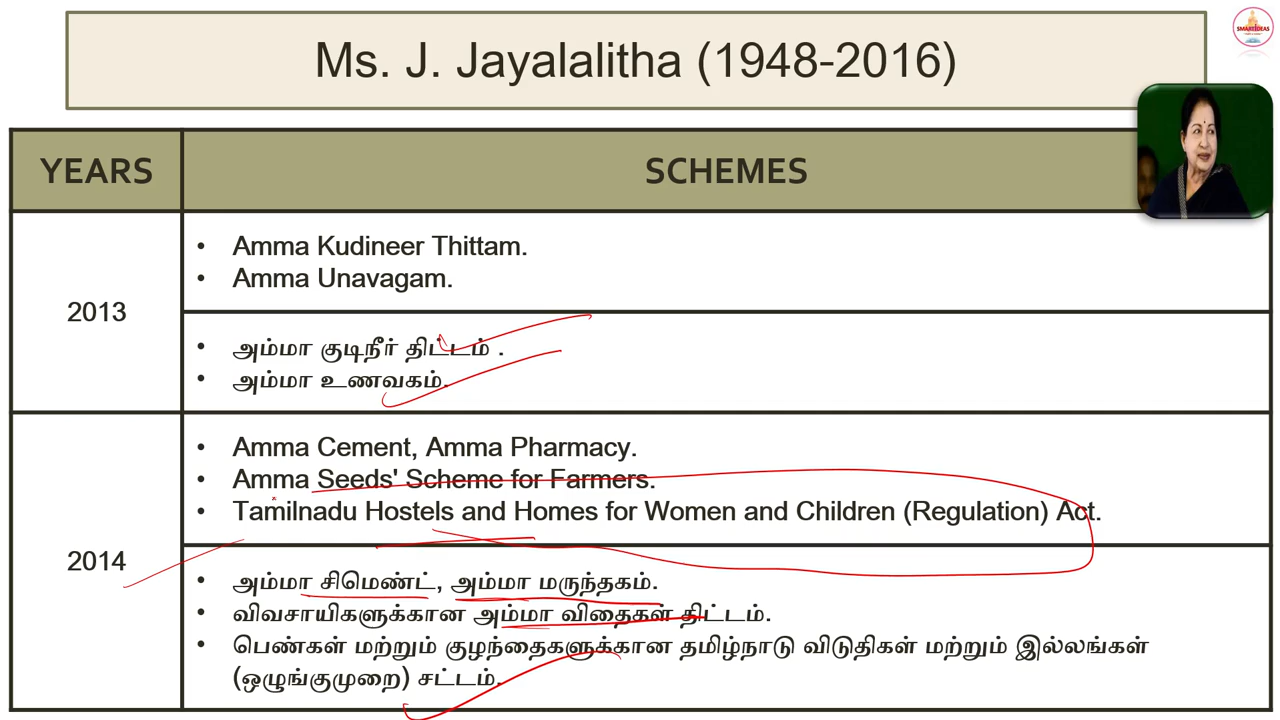 Ms. J. Jayalalitha (1948-2016)
SMART IDEAS
YEARS
SCHEMES
2013
• Amma Kudineer Thittam.
• Amma Unavagam.
• அம்மா குடிநீர் திட்டம் .
• அம்மா உணவகம்.
2014
• Amma Cement, Amma Pharmacy.
• Amma Seeds' Scheme for Farmers.
• Tamilnadu Hostels and Homes for Women and Children (Regulation) Act.
• அம்மா சிமெண்ட், அம்மா மருந்தகம்.
• விவசாயிகளுக்கான அம்மா விதைகள் திட்டம்.
• பெண்கள் மற்றும் குழந்தைகளுக்கான தமிழ்நாடு விடுதிகள் மற்றும் இல்லங்கள்
(ஒழுங்குமுறை) சட்டம்.